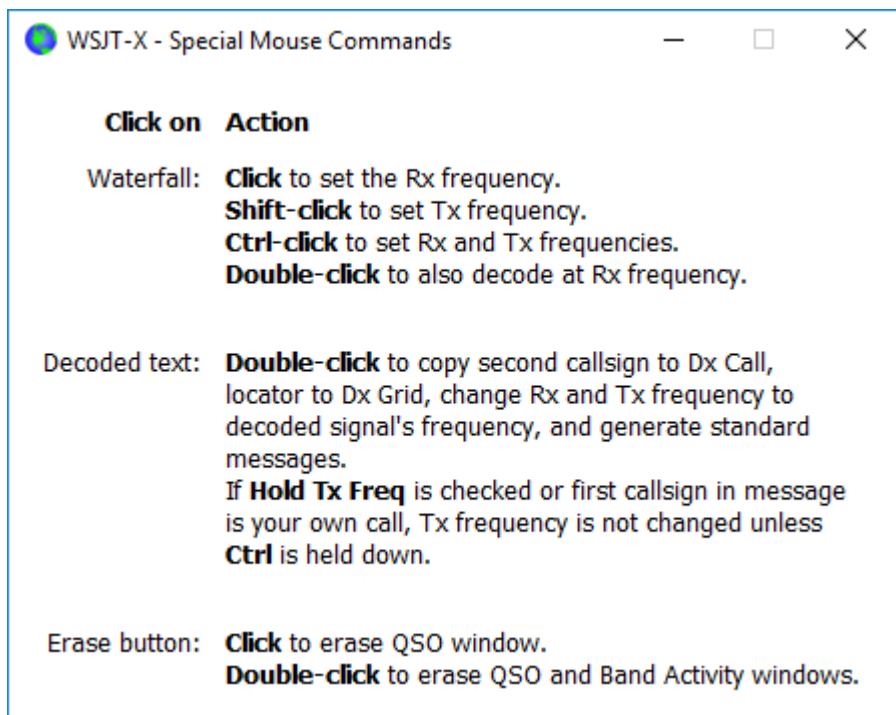 WSJT-X - Special Mouse Commands
Click on Action
Waterfall: Click to set the Rx frequency.
Shift-click to set Tx frequency.
Ctrl-click to set Rx and Tx frequencies.
Double-click to also decode at Rx frequency.
Decoded text: Double-click to copy second callsign to Dx Call,
locator to Dx Grid, change Rx and Tx frequency to
decoded signal's frequency, and generate standard
messages.
If Hold Tx Freq is checked or first callsign in message
is your own call, Tx frequency is not changed unless
Ctrl is held down.
Erase button: Click to erase QSO window.
Double-click to erase QSO and Band Activity windows.